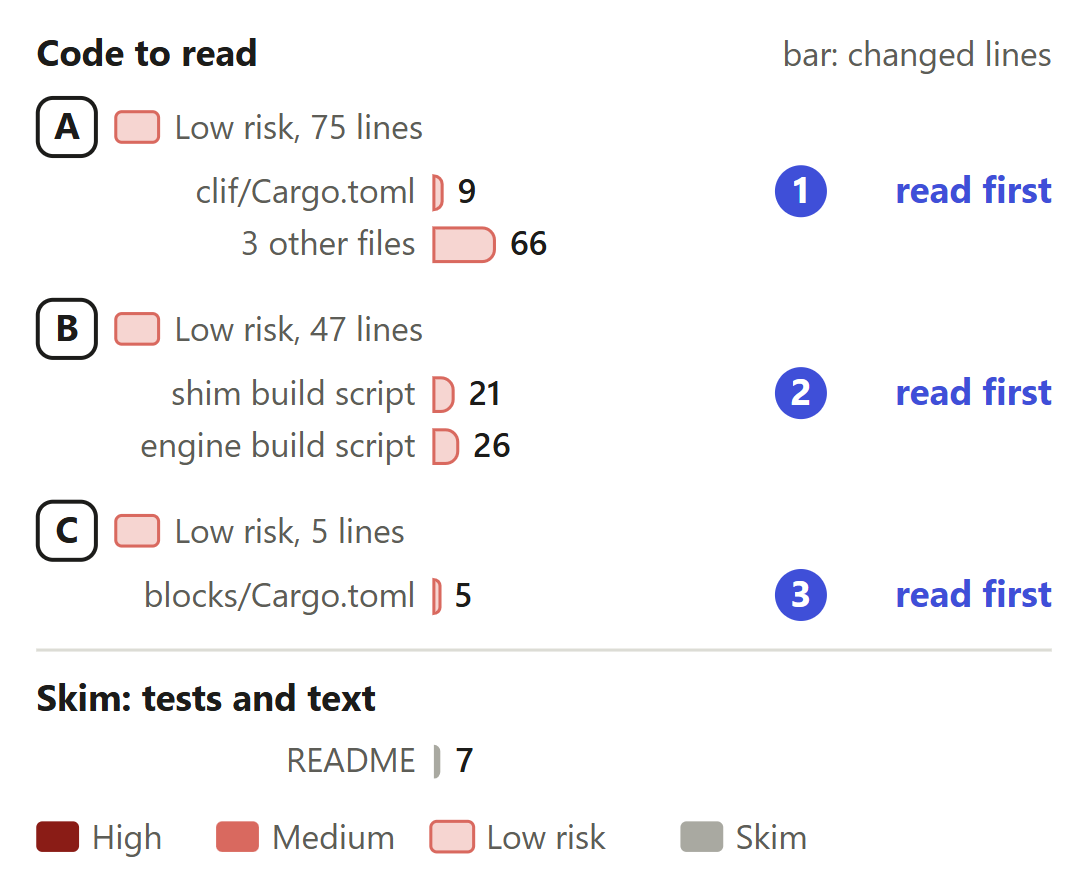 Code to read bar: changed lines
A Low risk, 75 lines
clif/Cargo.toml 9 1 read first
3 other files 66
B Low risk, 47 lines
shim build script 21 2 read first
engine build script 26
C Low risk, 5 lines
blocks/Cargo.toml 5 3 read first
Skim: tests and text
README 7
High Medium Low risk Skim